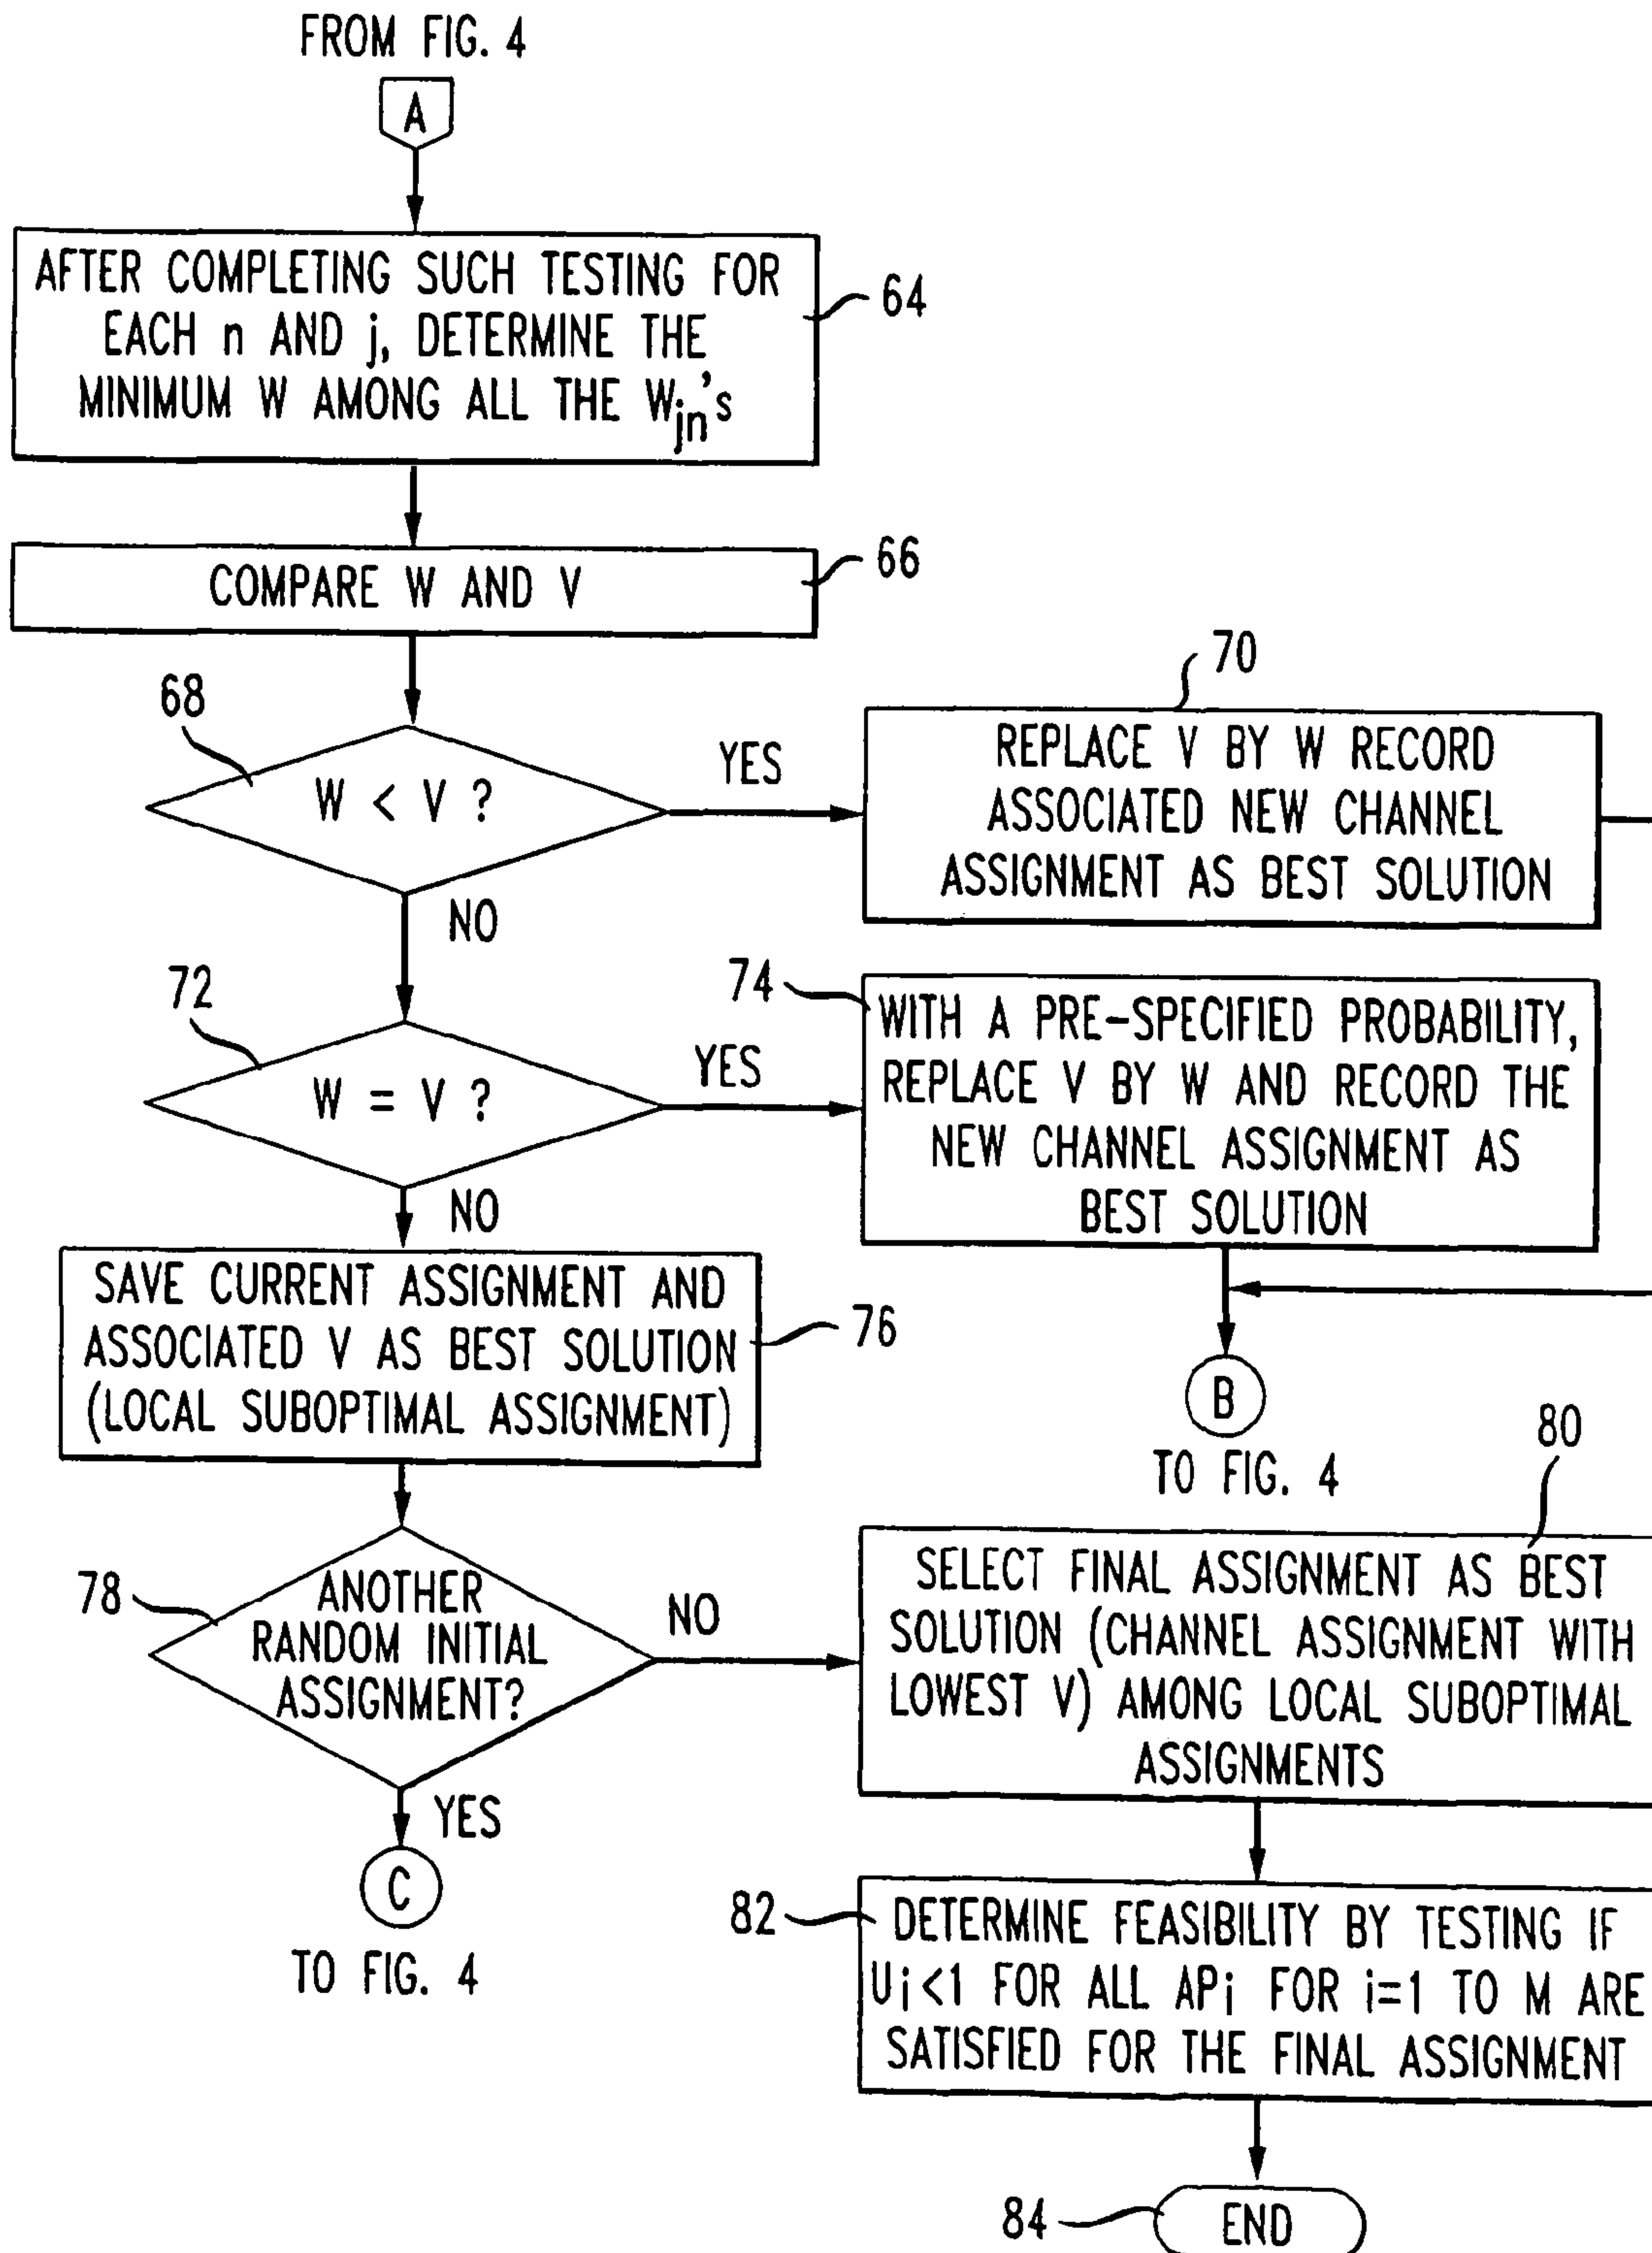 FROM FIG. 4
A
AFTER COMPLETING SUCH TESTING FOR
EACH n AND j, DETERMINE THE
MINIMUM W AMONG ALL THE Wjn's
64
COMPARE W AND V
66
68
W < V ?
YES
NO
70
REPLACE V BY W RECORD
ASSOCIATED NEW CHANNEL
ASSIGNMENT AS BEST SOLUTION
72
W = V ?
YES
NO
74
WITH A PRE-SPECIFIED PROBABILITY,
REPLACE V BY W AND RECORD THE
NEW CHANNEL ASSIGNMENT AS
BEST SOLUTION
B
TO FIG. 4
SAVE CURRENT ASSIGNMENT AND
ASSOCIATED V AS BEST SOLUTION
(LOCAL SUBOPTIMAL ASSIGNMENT)
76
78
ANOTHER
RANDOM INITIAL
ASSIGNMENT?
NO
YES
C
TO FIG. 4
80
SELECT FINAL ASSIGNMENT AS BEST
SOLUTION (CHANNEL ASSIGNMENT WITH
LOWEST V) AMONG LOCAL SUBOPTIMAL
ASSIGNMENTS
82
DETERMINE FEASIBILITY BY TESTING IF
Ui<1 FOR ALL APi FOR i=1 TO M ARE
SATISFIED FOR THE FINAL ASSIGNMENT
84
END